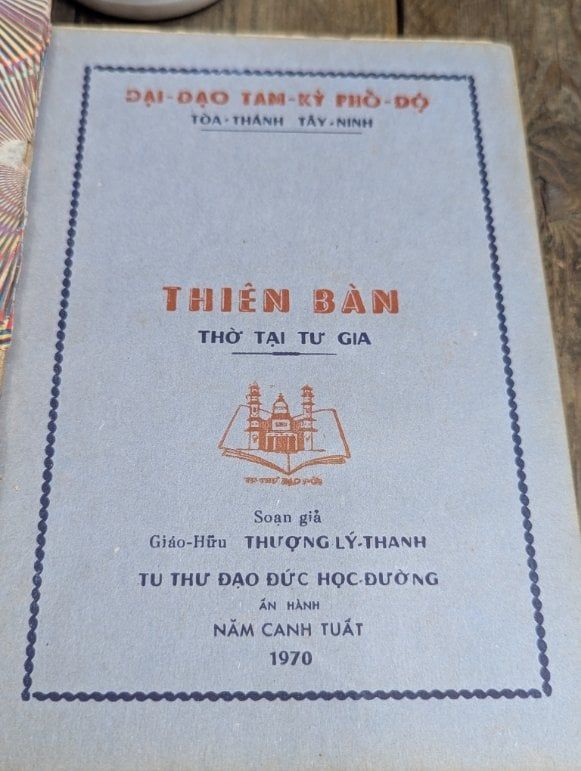 ĐẠI-ĐẠO TAM-KỲ PHỔ-ĐỘ
TÒA-THÁNH TÂY-NINH
THIÊN BÀN
THỜ TẠI TƯ GIA
Soạn giả
Giáo-Hữu THƯỢNG-LÝ-THANH
TU THƯ ĐẠO ĐỨC HỌC-ĐƯỜNG
ẤN HÀNH
NĂM CANH TUẤT
1970